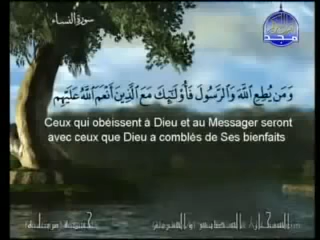 سورة النساء
مجد
وَمَن يُطِعِ اللَّهَ وَالرَّسُولَ فَأُولَٰئِكَ مَعَ الَّذِينَ أَنْعَمَ اللَّهُ عَلَيْهِم
Ceux qui obéissent à Dieu et au Messager seront
avec ceux que Dieu a comblés de Ses bienfaits